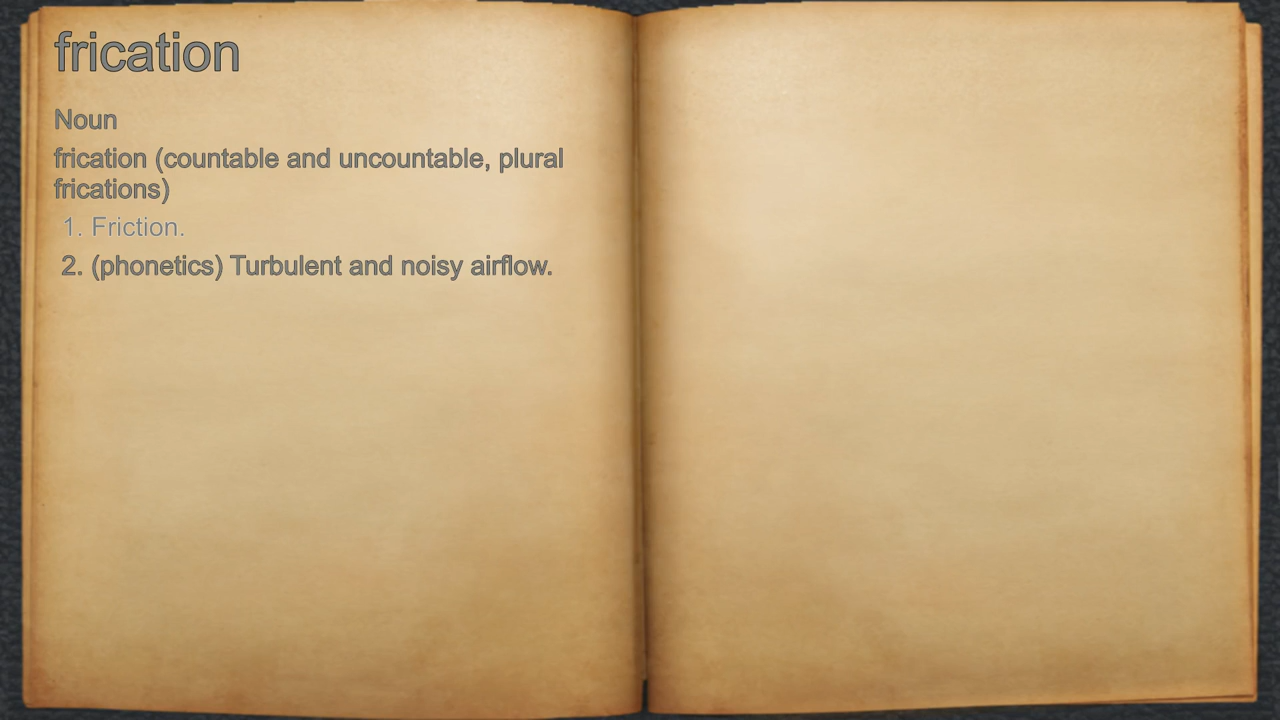 frication
Noun
frication (countable and uncountable, plural
frications)
1. Friction.
2. (phonetics) Turbulent and noisy airflow.